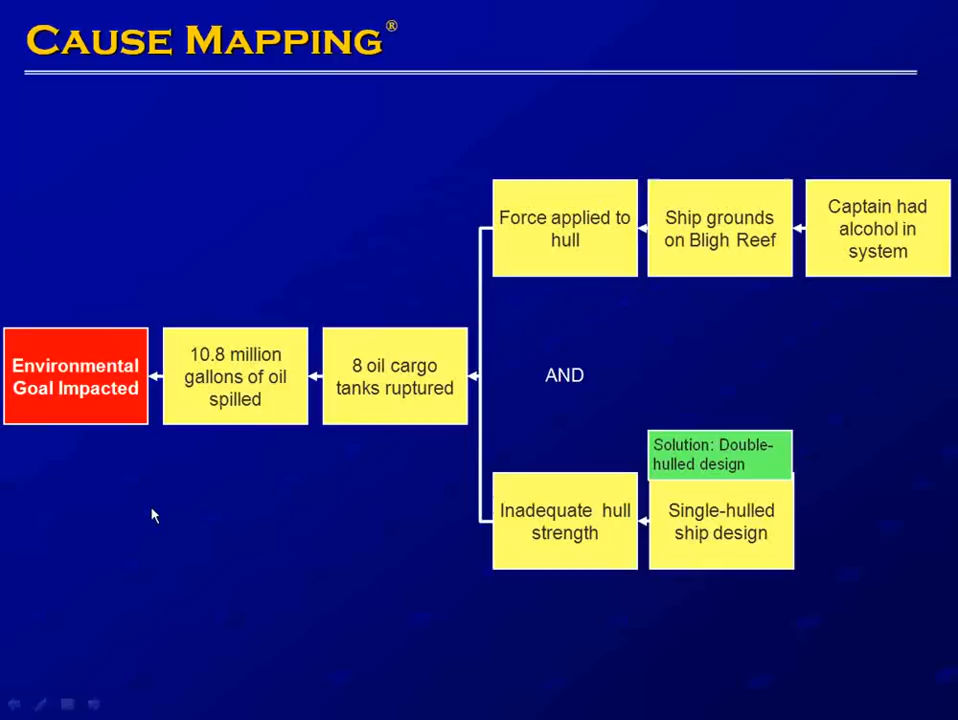 CAUSE MAPPING®
Force applied to
hull
Ship grounds
on Bligh Reef
Captain had
alcohol in
system
Environmental
Goal Impacted
10.8 million
gallons of oil
spilled
8 oil cargo
tanks ruptured
AND
Solution: Double-
hulled design
Inadequate hull
strength
Single-hulled
ship design